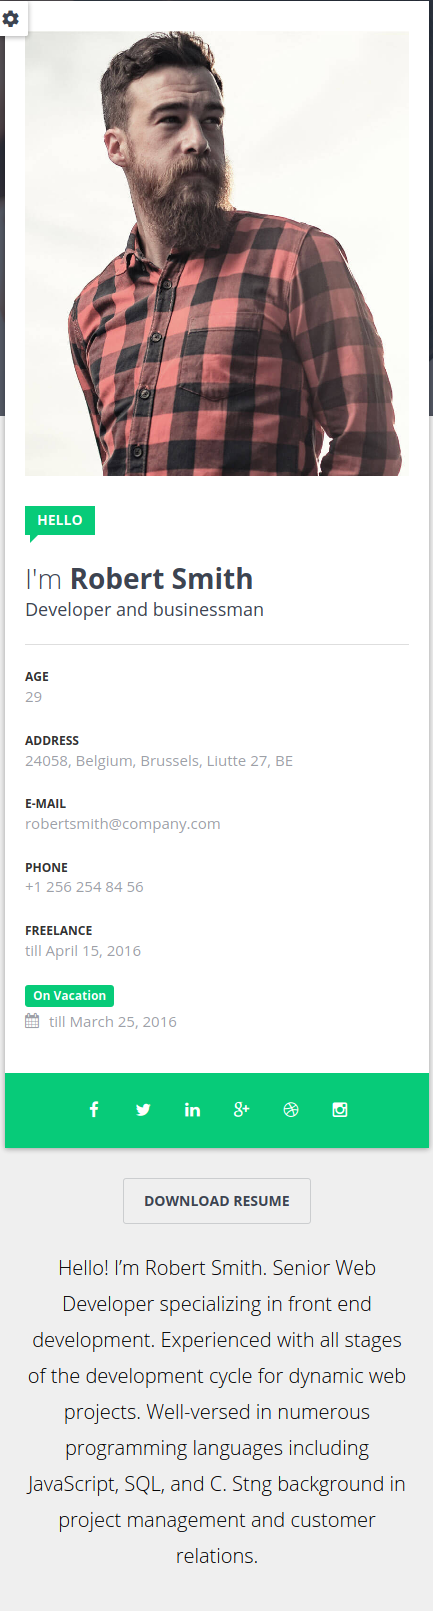 HELLO
I'm Robert Smith
Developer and businessman
AGE
29
ADDRESS
24058, Belgium, Brussels, Liutte 27, BE
E-MAIL
robertsmith@company.com
PHONE
+1 256 254 84 56
FREELANCE
till April 15, 2016
On Vacation
till March 25, 2016
DOWNLOAD RESUME
Hello! I’m Robert Smith. Senior Web
Developer specializing in front end
development. Experienced with all stages
of the development cycle for dynamic web
projects. Well-versed in numerous
programming languages including
JavaScript, SQL, and C. Stng background in
project management and customer
relations.